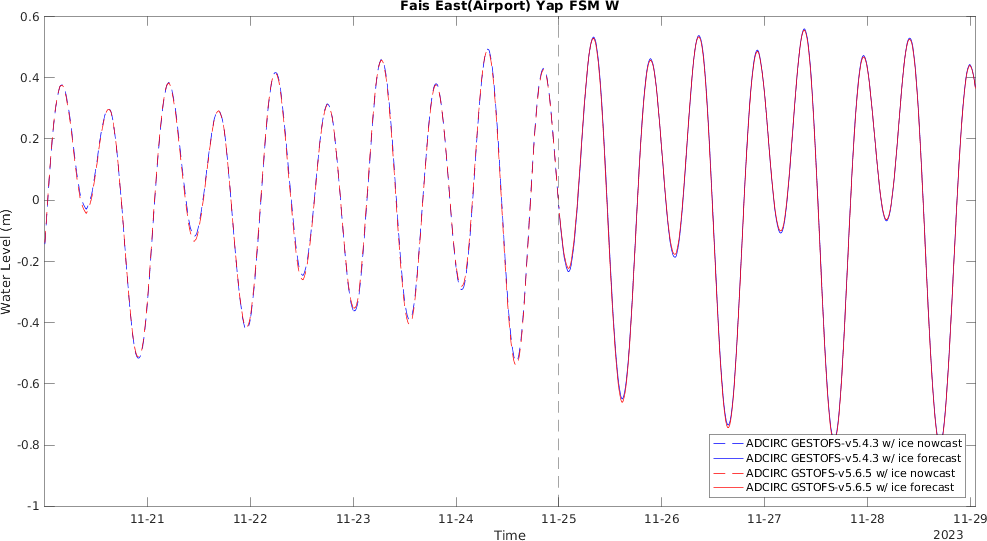 Fais East(Airport) Yap FSM W
0.6
0.4
0.2
0
-0.2
-0.4
-0.6
-0.8
-1
Water Level (m)
ADCIRC GESTOFS-v5.4.3 w/ ice nowcast
ADCIRC GESTOFS-v5.4.3 w/ ice forecast
ADCIRC GSTOFS-v5.6.5 w/ ice nowcast
ADCIRC GSTOFS-v5.6.5 w/ ice forecast
11-21 11-22 11-23 11-24 11-25 11-26 11-27 11-28 11-29
Time
2023